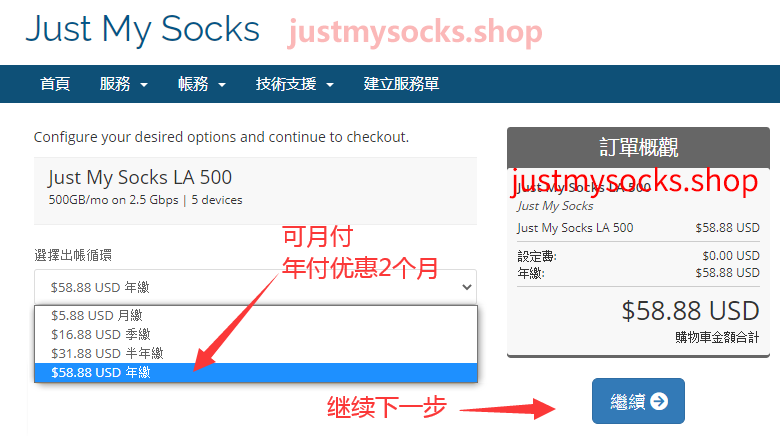 Just My Socks
justmysocks.shop
首頁 服務 帳務 技術支援 建立服務單
Configure your desired options and continue to checkout.
Just My Socks LA 500
500GB/mo on 2.5 Gbps | 5 devices
可月付
年付优惠2个月
選擇出帳循環
$58.88 USD 年繳
$5.88 USD 月繳
$16.88 USD 季繳
$31.88 USD 半年繳
$58.88 USD 年繳
訂單概觀
justmysocks.shop
Just My Socks LA 500
Just My Socks
Just My Socks LA 500 $58.88 USD
設定費: $0.00 USD
年繳: $58.88 USD
$58.88 USD
購物車金額合計
继续下一步
繼續